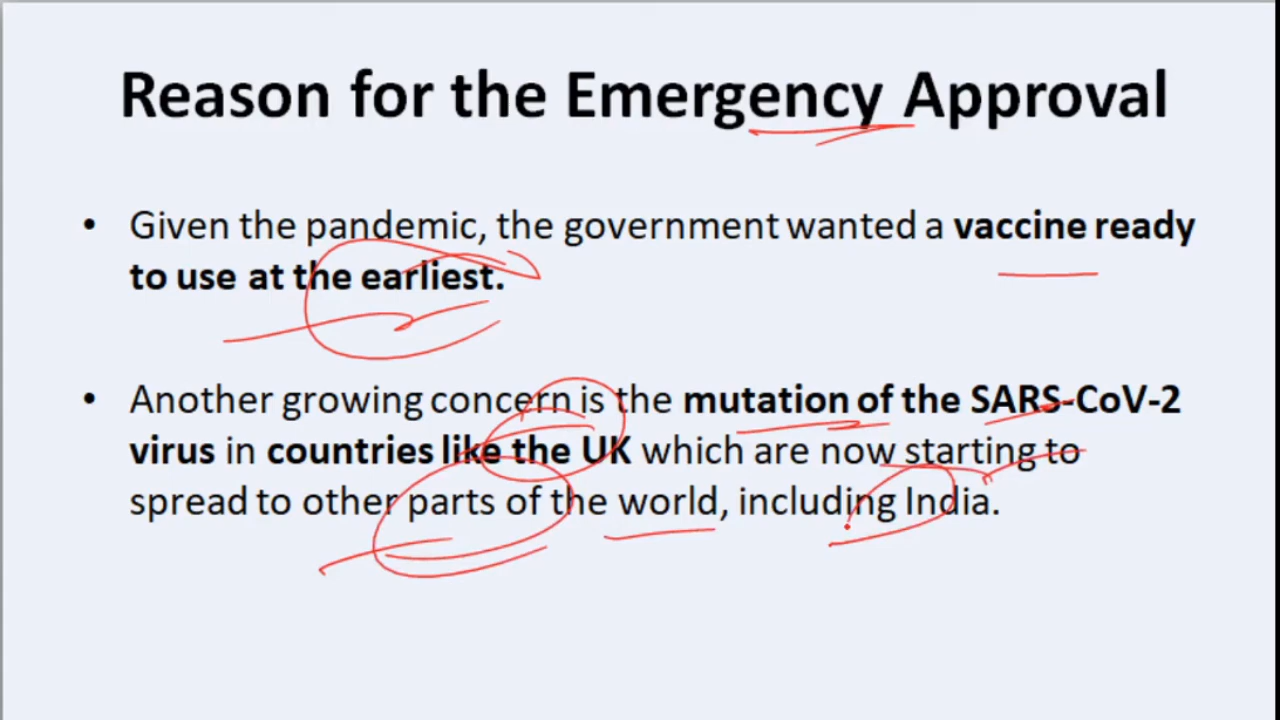 Reason for the Emergency Approval
• Given the pandemic, the government wanted a vaccine ready
to use at the earliest.
• Another growing concern is the mutation of the SARS-CoV-2
virus in countries like the UK which are now starting to
spread to other parts of the world, including India.